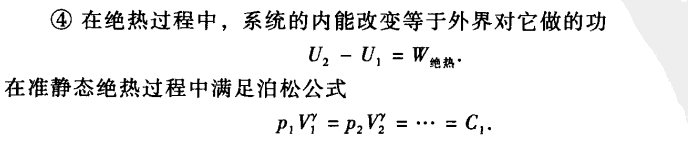 ④ 在绝热过程中，系统的内能改变等于外界对它做的功
U₂ − U₁ = W绝热.
在准静态绝热过程中满足泊松公式
p₁V₁^γ = p₂V₂^γ = ⋯ = C₁.